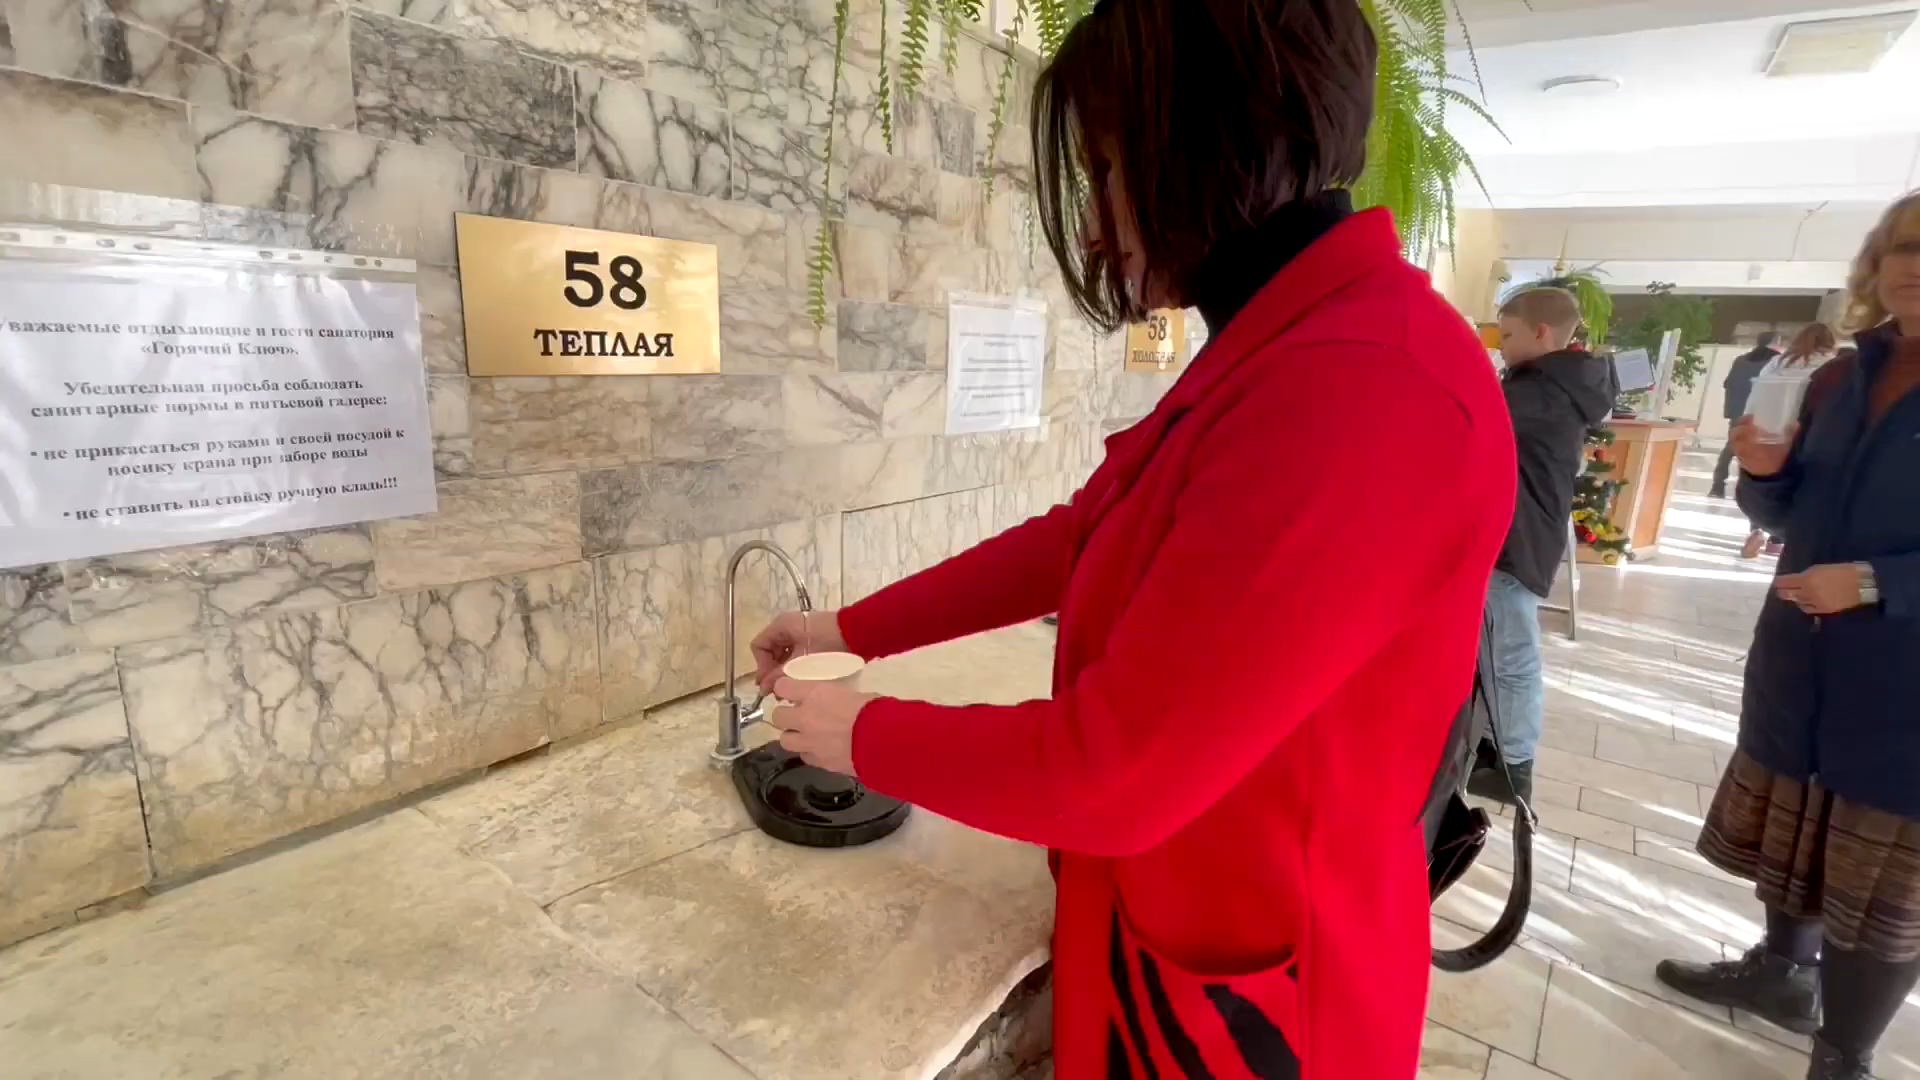 важаемые отдыхающие и гости санатория
«Горячий Ключ».
Убедительная просьба соблюдать
санитарные нормы в питьевой галерее:
• не прикасаться руками и своей посудой к
носику крана при заборе воды
• не ставить на стойку ручную кладь!!!
58
ТЕПЛАЯ
58
ХОЛОДНАЯ